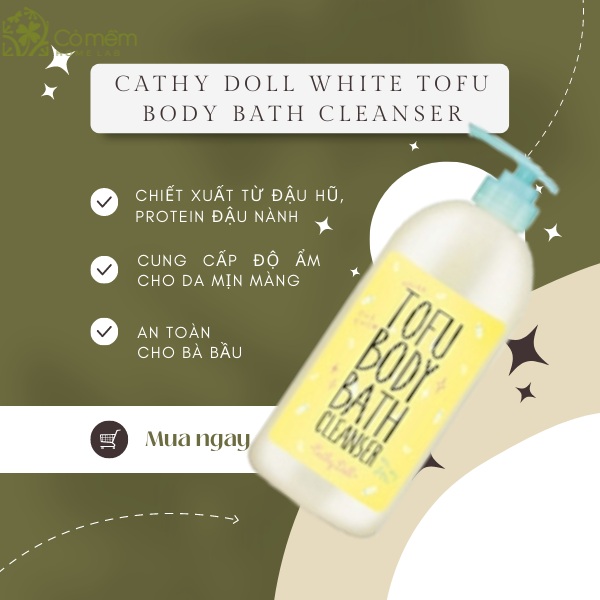 Cỏ mềm
HOMELAB
CATHY DOLL WHITE TOFU
BODY BATH CLEANSER
CHIẾT XUẤT TỪ ĐẬU HŨ,
PROTEIN ĐẬU NÀNH
CUNG CẤP ĐỘ ẨM
CHO DA MỊN MÀNG
AN TOÀN
CHO BÀ BẦU
Mua ngay
TOFU
BODY
BATH
CLEANSER
Cathy Doll